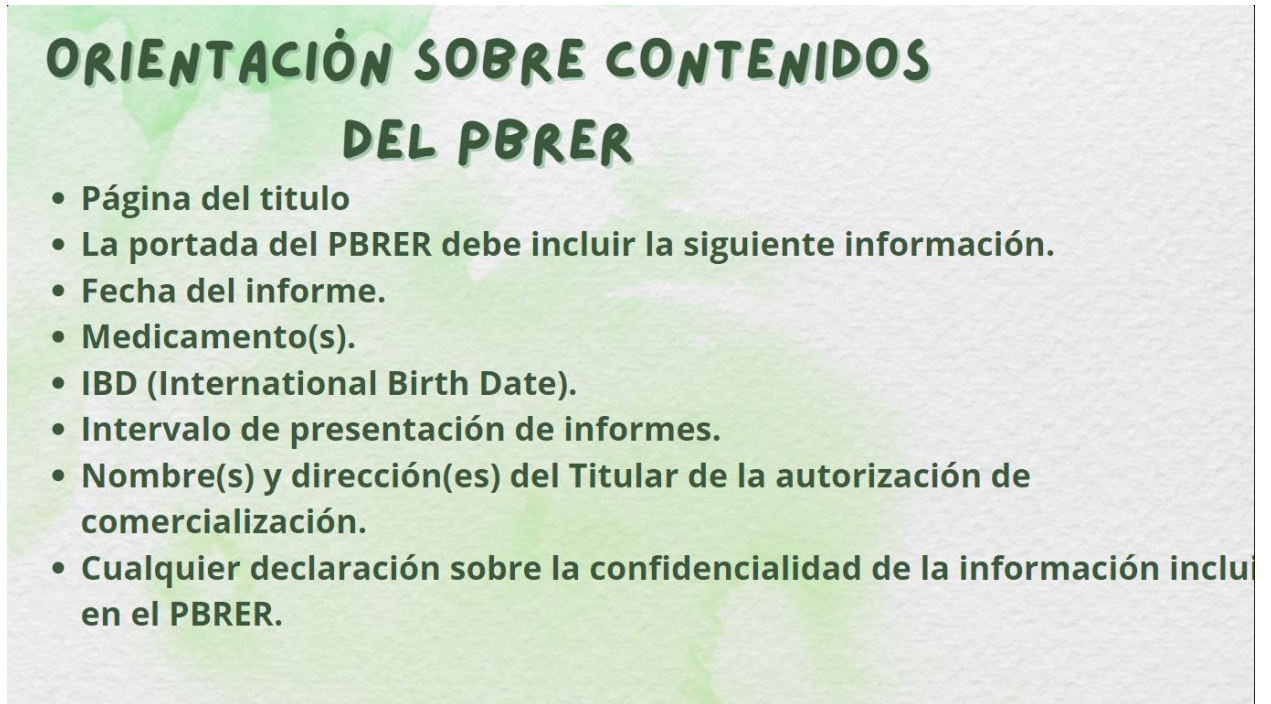 ORIENTACIÓN SOBRE CONTENIDOS
DEL PBRER
• Página del titulo
• La portada del PBRER debe incluir la siguiente información.
• Fecha del informe.
• Medicamento(s).
• IBD (International Birth Date).
• Intervalo de presentación de informes.
• Nombre(s) y dirección(es) del Titular de la autorización de
comercialización.
• Cualquier declaración sobre la confidencialidad de la información
en el PBRER.